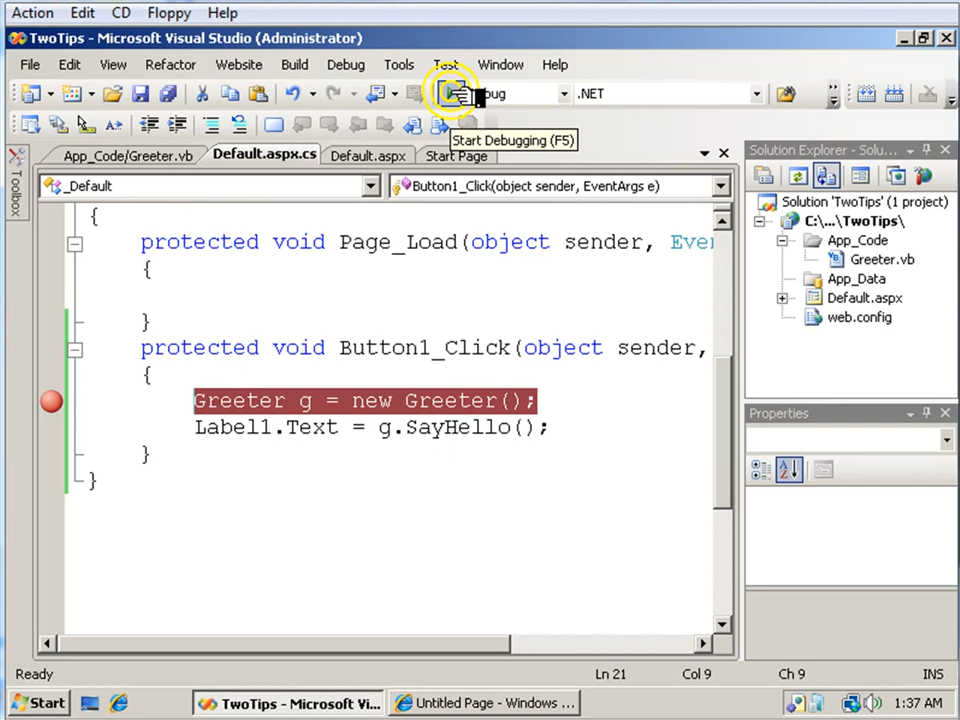 Action Edit CD Floppy Help
TwoTips - Microsoft Visual Studio (Administrator)
File Edit View Refactor Website Build Debug Tools Test Window Help
.NET
Start Debugging (F5)
App_Code/Greeter.vb Default.aspx.cs Default.aspx Start Page
_Default Button1_Click(object sender, EventArgs e)
{
protected void Page_Load(object sender, Even
{
}
protected void Button1_Click(object sender,
{
Greeter g = new Greeter();
Label1.Text = g.SayHello();
}
}
Toolbox
Solution Explorer - Solu...
Solution 'TwoTips' (1 project)
C:\...\TwoTips\
App_Code
Greeter.vb
App_Data
Default.aspx
web.config
Properties
Ready Ln 21 Col 9 Ch 9 INS
Start TwoTips - Microsoft Vi... Untitled Page - Windows ... 1:37 AM